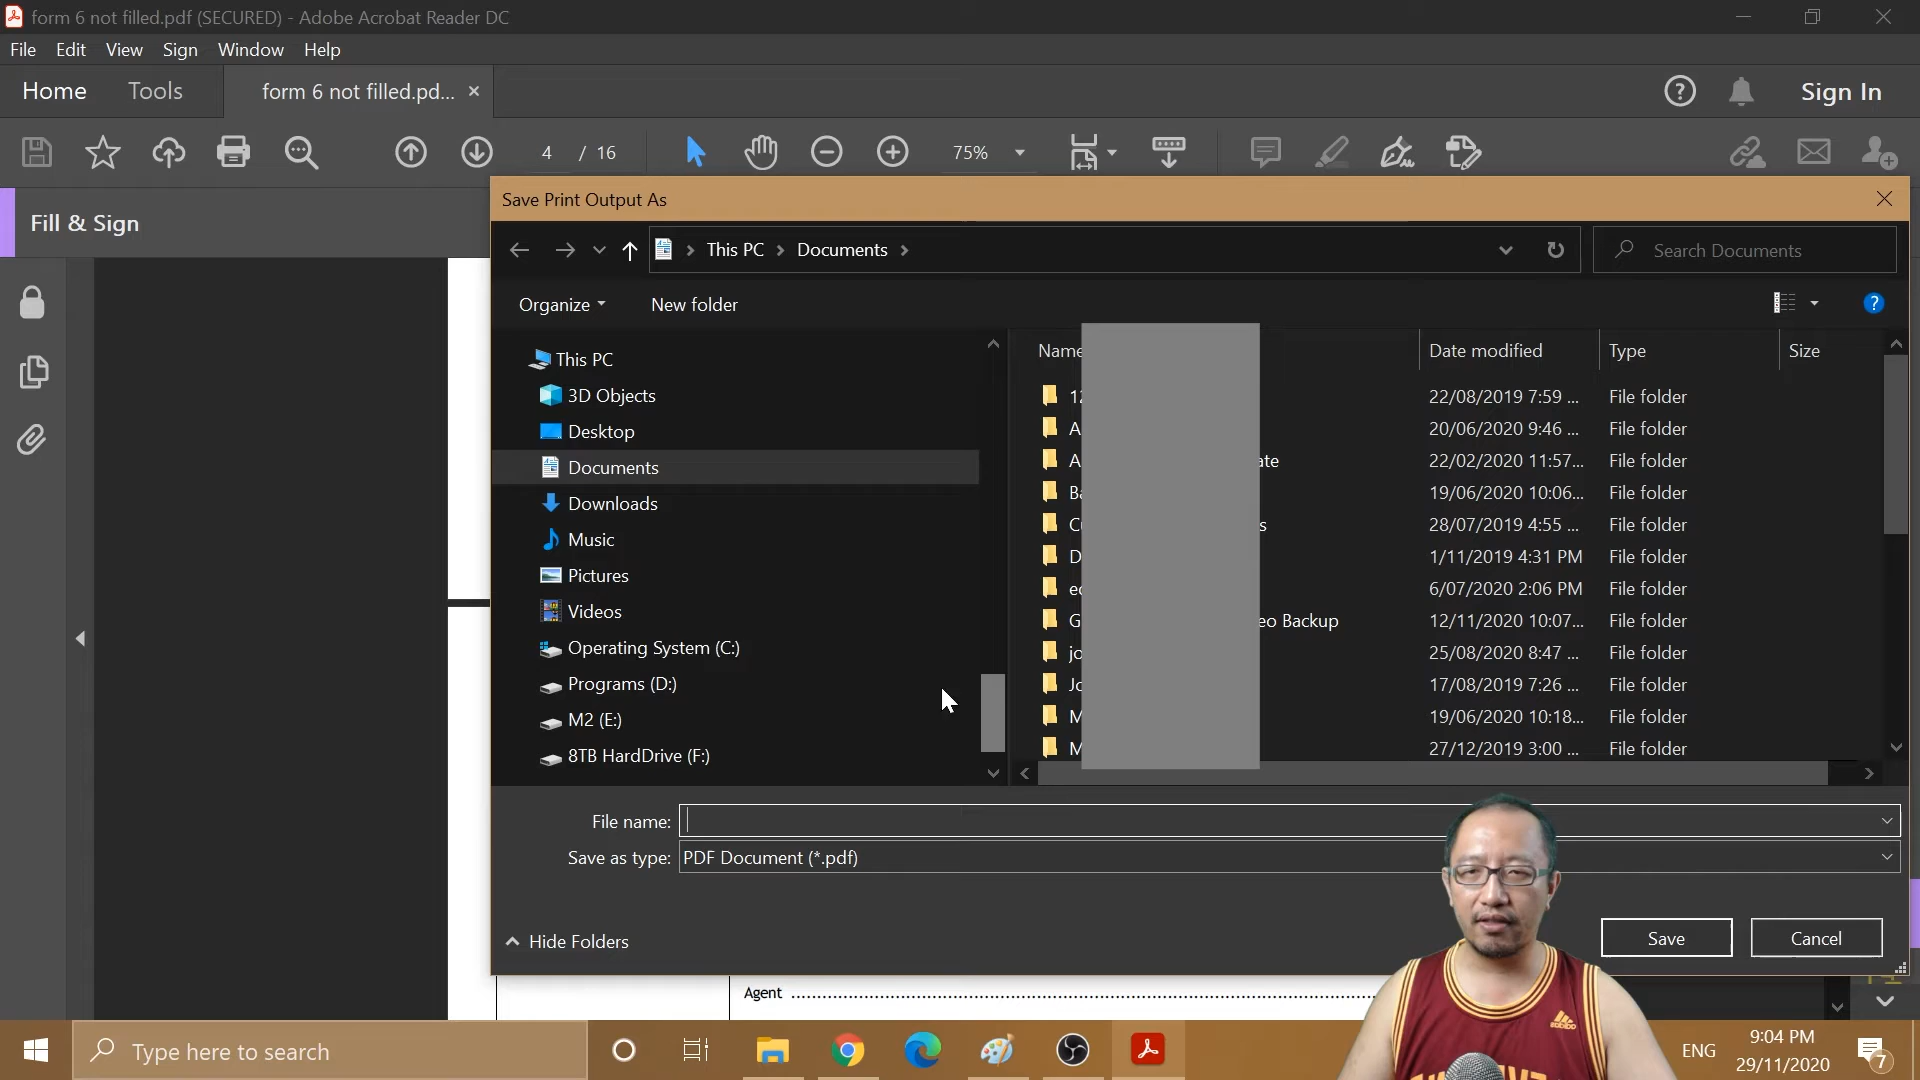 form 6 not filled.pdf (SECURED) - Adobe Acrobat Reader DC
File Edit View Sign Window Help
Home Tools form 6 not filled.pd... × Sign In
4 / 16 75%
Fill & Sign
Save Print Output As
This PC > Documents >
Search Documents
Organize New folder
This PC
3D Objects
Desktop
Documents
Downloads
Music
Pictures
Videos
Operating System (C:)
Programs (D:)
M2 (E:)
8TB HardDrive (F:)
Name Date modified Type Size
22/08/2019 7:59 ... File folder
A 20/06/2020 9:46 ... File folder
A ate 22/02/2020 11:57... File folder
Ba 19/06/2020 10:06... File folder
s 28/07/2019 4:55 ... File folder
D 1/11/2019 4:31 PM File folder
6/07/2020 2:06 PM File folder
G eo Backup 12/11/2020 10:07... File folder
jo 25/08/2020 8:47 ... File folder
Jo 17/08/2019 7:26 ... File folder
M 19/06/2020 10:18... File folder
M 27/12/2019 3:00 ... File folder
File name:
Save as type: PDF Document (*.pdf)
Hide Folders
Save Cancel
Agent
adidas
Type here to search
ENG
9:04 PM
29/11/2020
7